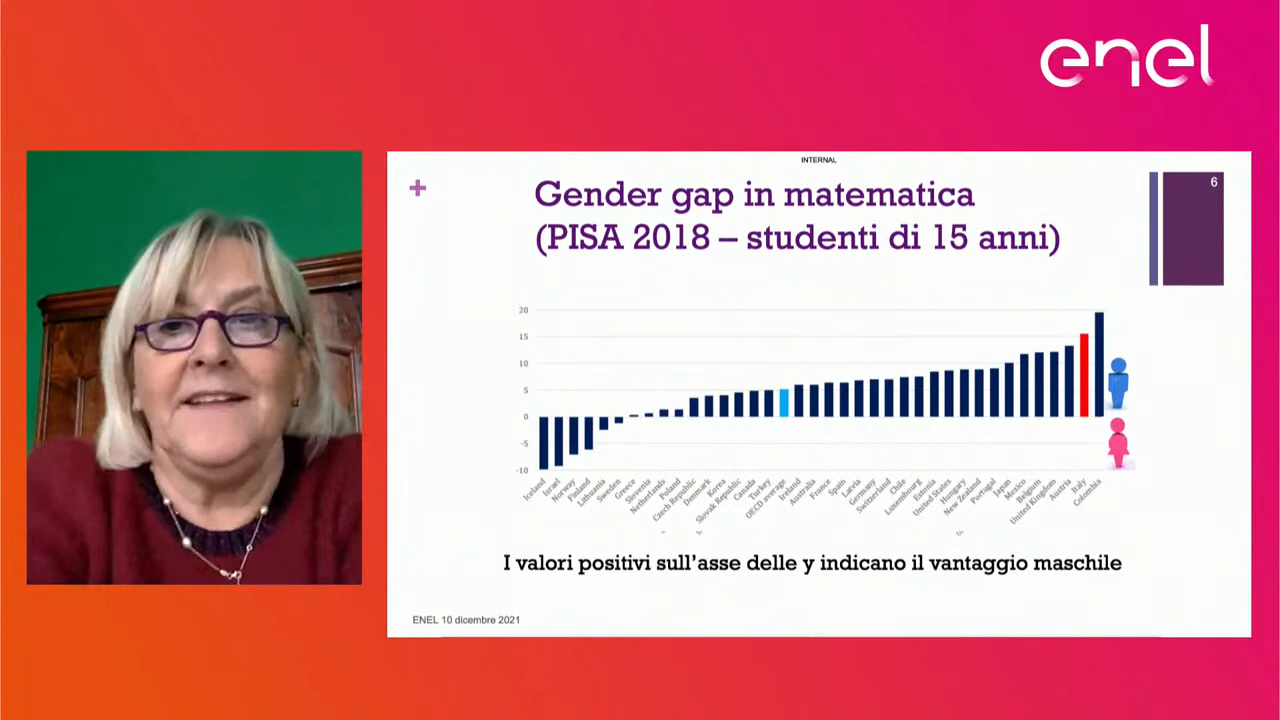 enel
INTERNAL
Gender gap in matematica
(PISA 2018 – studenti di 15 anni)
6
20
15
10
5
0
-5
-10
Iceland
Israel
Norway
Finland
Lithuania
Sweden
Greece
Slovenia
Netherlands
Poland
Czech Republic
Denmark
Korea
Slovak Republic
Canada
Turkey
OECD average
Ireland
Australia
France
Spain
Latvia
Germany
Switzerland
Chile
Luxembourg
Estonia
United States
Hungary
New Zealand
Portugal
Japan
Mexico
Belgium
United Kingdom
Austria
Italy
Colombia
I valori positivi sull'asse delle y indicano il vantaggio maschile
ENEL 10 dicembre 2021